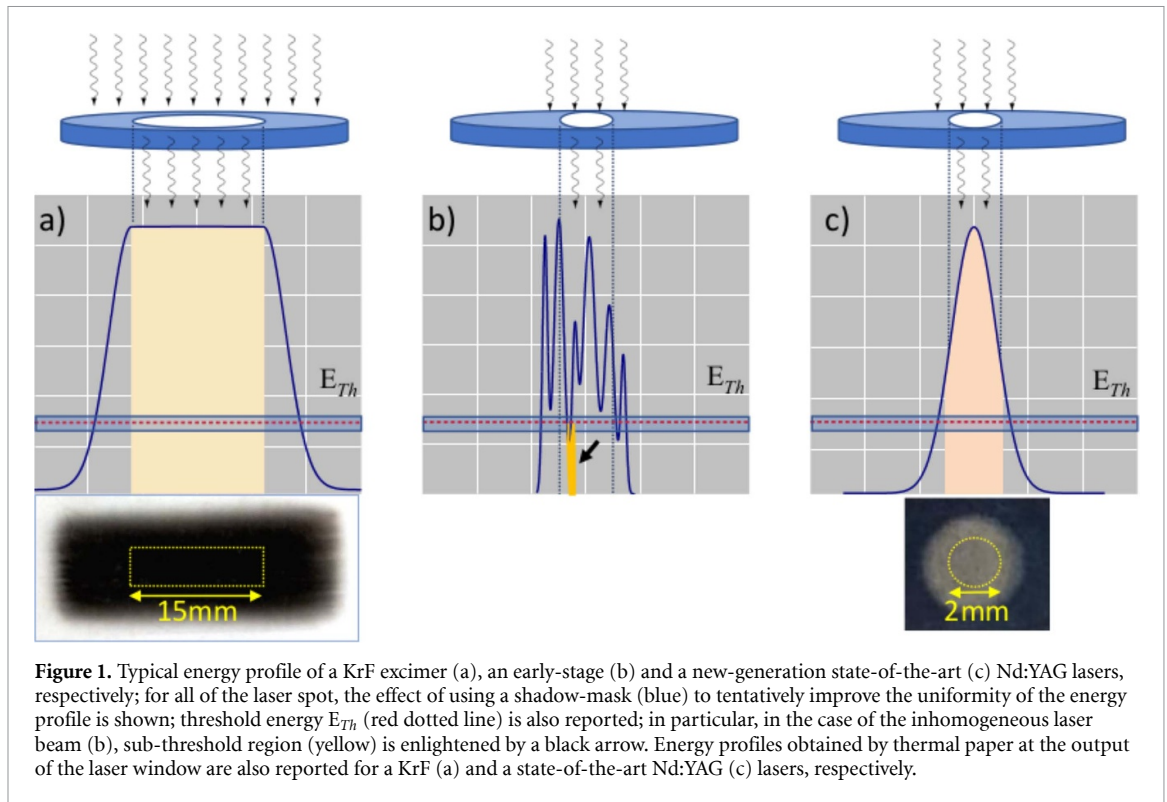 a)
b)
c)
E_Th
E_Th
E_Th
15mm
2mm
Figure 1. Typical energy profile of a KrF excimer (a), an early-stage (b) and a new-generation state-of-the-art (c) Nd:YAG lasers,
respectively; for all of the laser spot, the effect of using a shadow-mask (blue) to tentatively improve the uniformity of the energy
profile is shown; threshold energy E_Th (red dotted line) is also reported; in particular, in the case of the inhomogeneous laser
beam (b), sub-threshold region (yellow) is enlightened by a black arrow. Energy profiles obtained by thermal paper at the output
of the laser window are also reported for a KrF (a) and a state-of-the-art Nd:YAG (c) lasers, respectively.